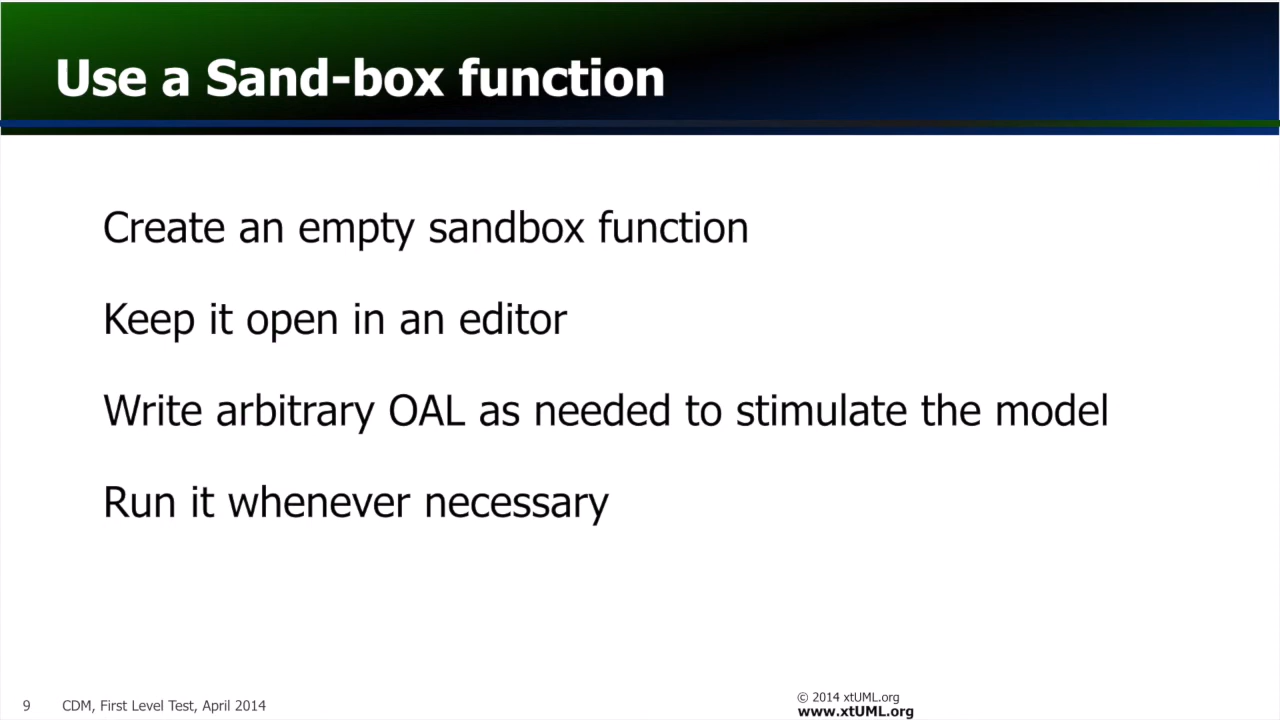 Use a Sand-box function
Create an empty sandbox function
Keep it open in an editor
Write arbitrary OAL as needed to stimulate the model
Run it whenever necessary
9 CDM, First Level Test, April 2014
© 2014 xtUML.org
www.xtUML.org